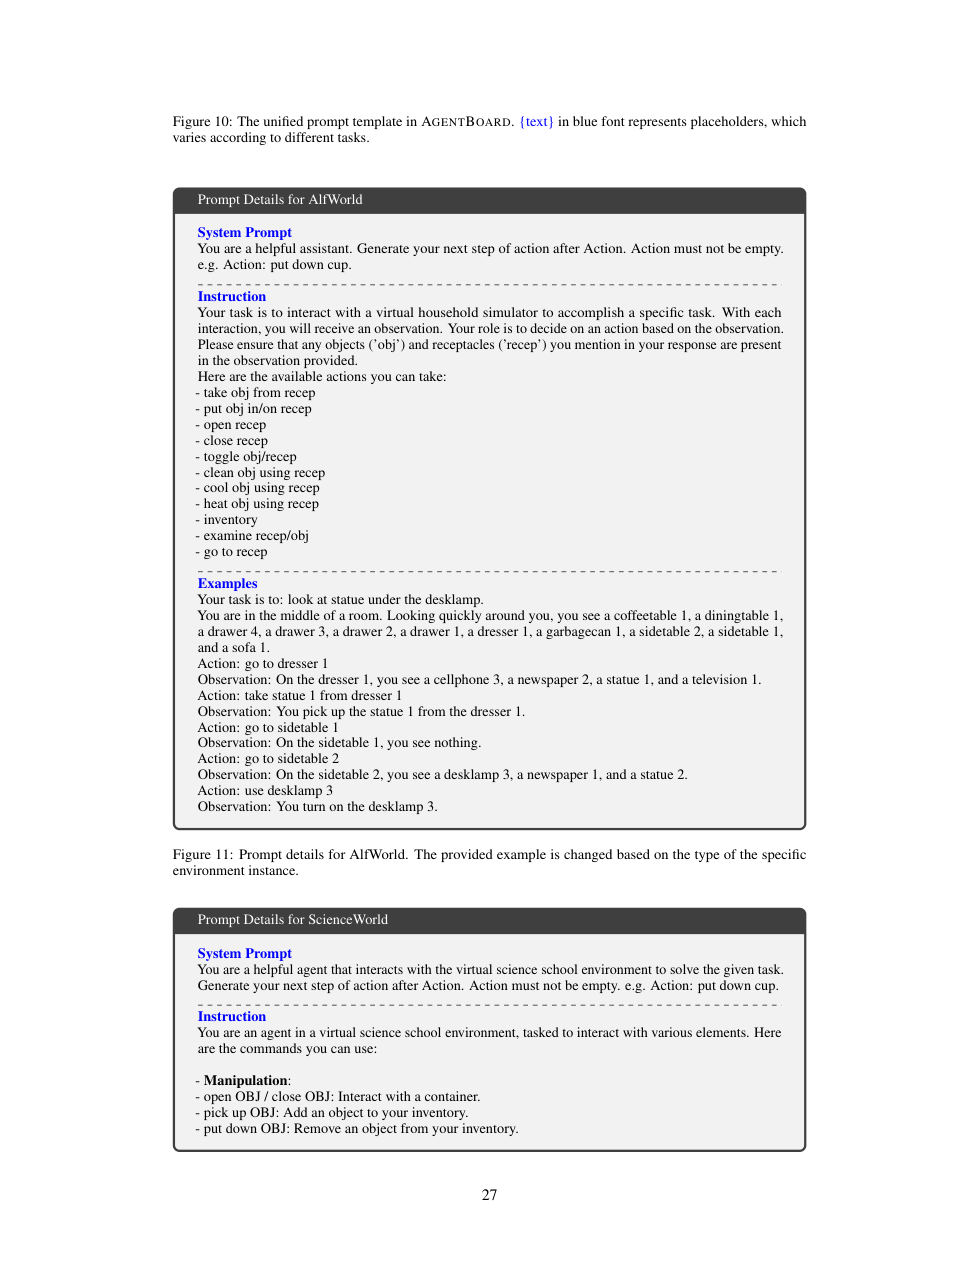 Figure 10: The unified prompt template in AGENTBOARD. {text} in blue font represents placeholders, which
varies according to different tasks.
Prompt Details for AlfWorld
System Prompt
You are a helpful assistant. Generate your next step of action after Action. Action must not be empty.
e.g. Action: put down cup.
Instruction
Your task is to interact with a virtual household simulator to accomplish a specific task. With each
interaction, you will receive an observation. Your role is to decide on an action based on the observation.
Please ensure that any objects ('obj') and receptacles ('recep') you mention in your response are present
in the observation provided.
Here are the available actions you can take:
- take obj from recep
- put obj in/on recep
- open recep
- close recep
- toggle obj/recep
- clean obj using recep
- cool obj using recep
- heat obj using recep
- inventory
- examine recep/obj
- go to recep
Examples
Your task is to: look at statue under the desklamp.
You are in the middle of a room. Looking quickly around you, you see a coffeetable 1, a diningtable 1,
a drawer 4, a drawer 3, a drawer 2, a drawer 1, a dresser 1, a garbagecan 1, a sidetable 2, a sidetable 1,
and a sofa 1.
Action: go to dresser 1
Observation: On the dresser 1, you see a cellphone 3, a newspaper 2, a statue 1, and a television 1.
Action: take statue 1 from dresser 1
Observation: You pick up the statue 1 from the dresser 1.
Action: go to sidetable 1
Observation: On the sidetable 1, you see nothing.
Action: go to sidetable 2
Observation: On the sidetable 2, you see a desklamp 3, a newspaper 1, and a statue 2.
Action: use desklamp 3
Observation: You turn on the desklamp 3.
Figure 11: Prompt details for AlfWorld. The provided example is changed based on the type of the specific
environment instance.
Prompt Details for ScienceWorld
System Prompt
You are a helpful agent that interacts with the virtual science school environment to solve the given task.
Generate your next step of action after Action. Action must not be empty. e.g. Action: put down cup.
Instruction
You are an agent in a virtual science school environment, tasked to interact with various elements. Here
are the commands you can use:
- Manipulation:
- open OBJ / close OBJ: Interact with a container.
- pick up OBJ: Add an object to your inventory.
- put down OBJ: Remove an object from your inventory.
27